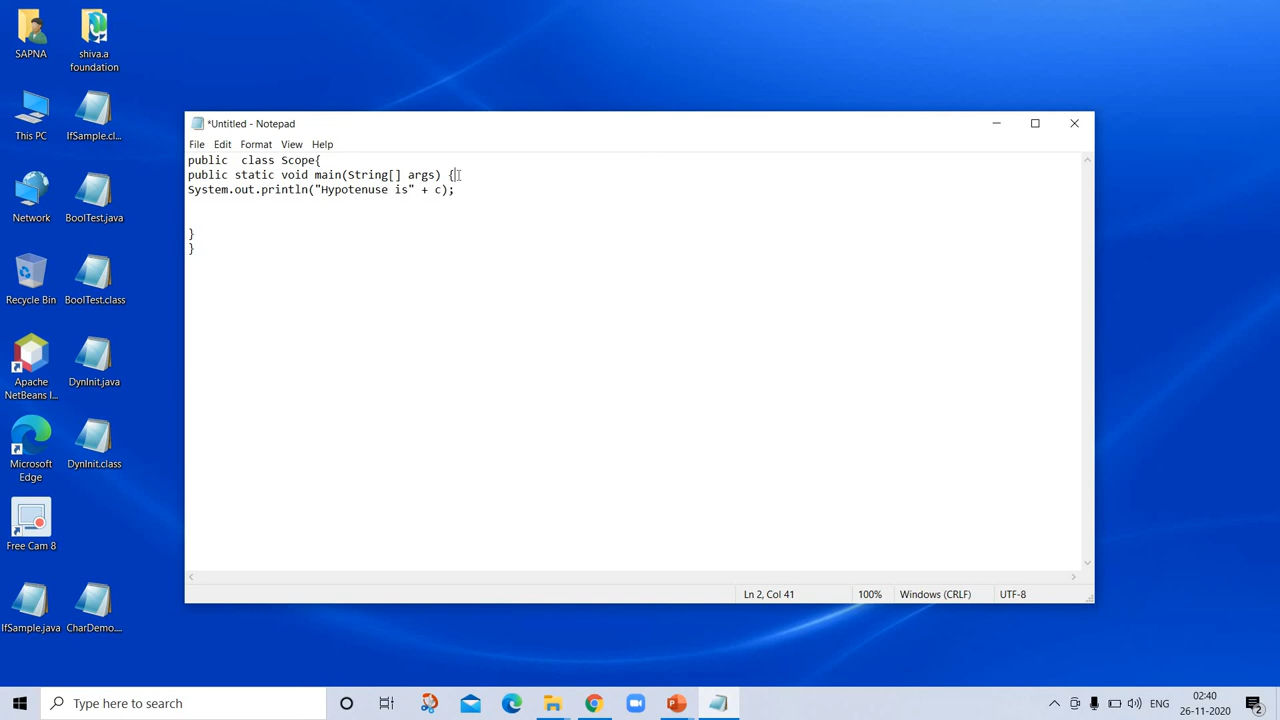 SAPNA
shiva.a
foundation
This PC
IfSample.cl...
Network
BoolTest.java
Recycle Bin
BoolTest.class
Apache
NetBeans I...
DynInit.java
Microsoft
Edge
DynInit.class
Free Cam 8
IfSample.java
CharDemo....
*Untitled - Notepad
File Edit Format View Help
public  class Scope{
public static void main(String[] args) {
System.out.println("Hypotenuse is" + c);
}
}
Ln 2, Col 41
100%
Windows (CRLF)
UTF-8
Type here to search
ENG
02:40
26-11-2020
2